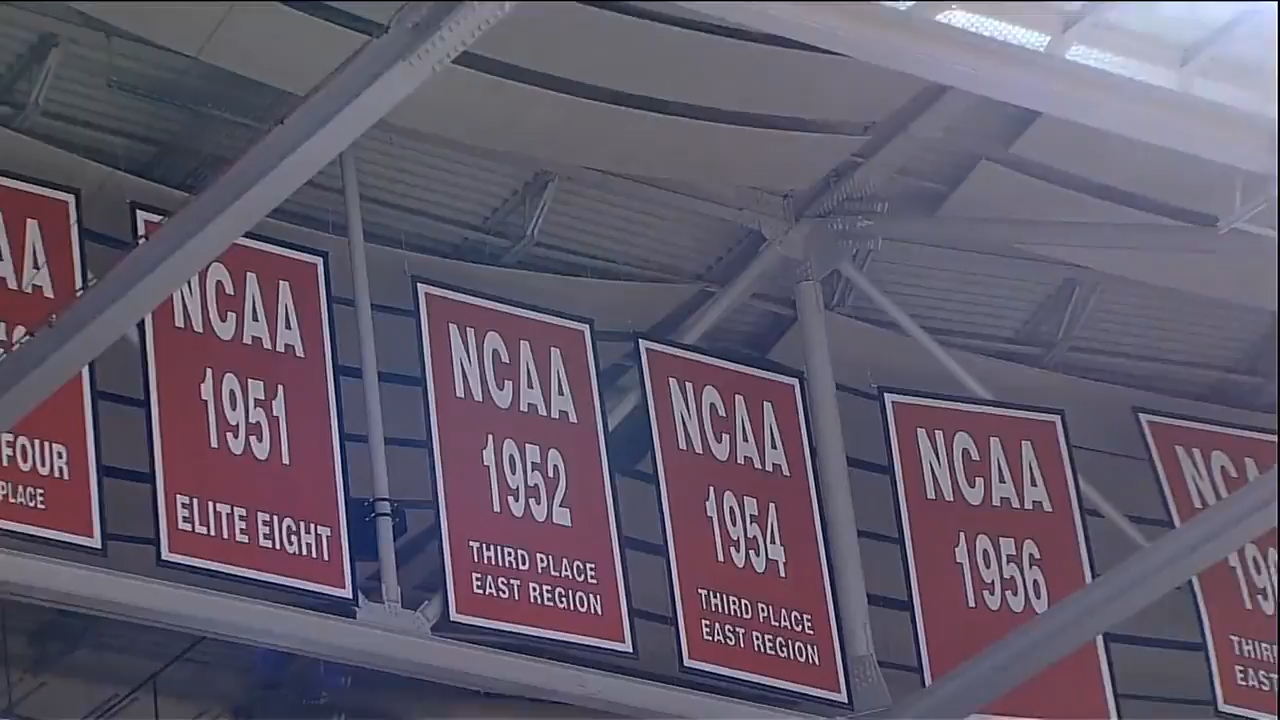 FOUR
PLACE
NCAA
1951
ELITE EIGHT
NCAA
1952
THIRD PLACE
EAST REGION
NCAA
1954
THIRD PLACE
EAST REGION
NCAA
1956
EAST